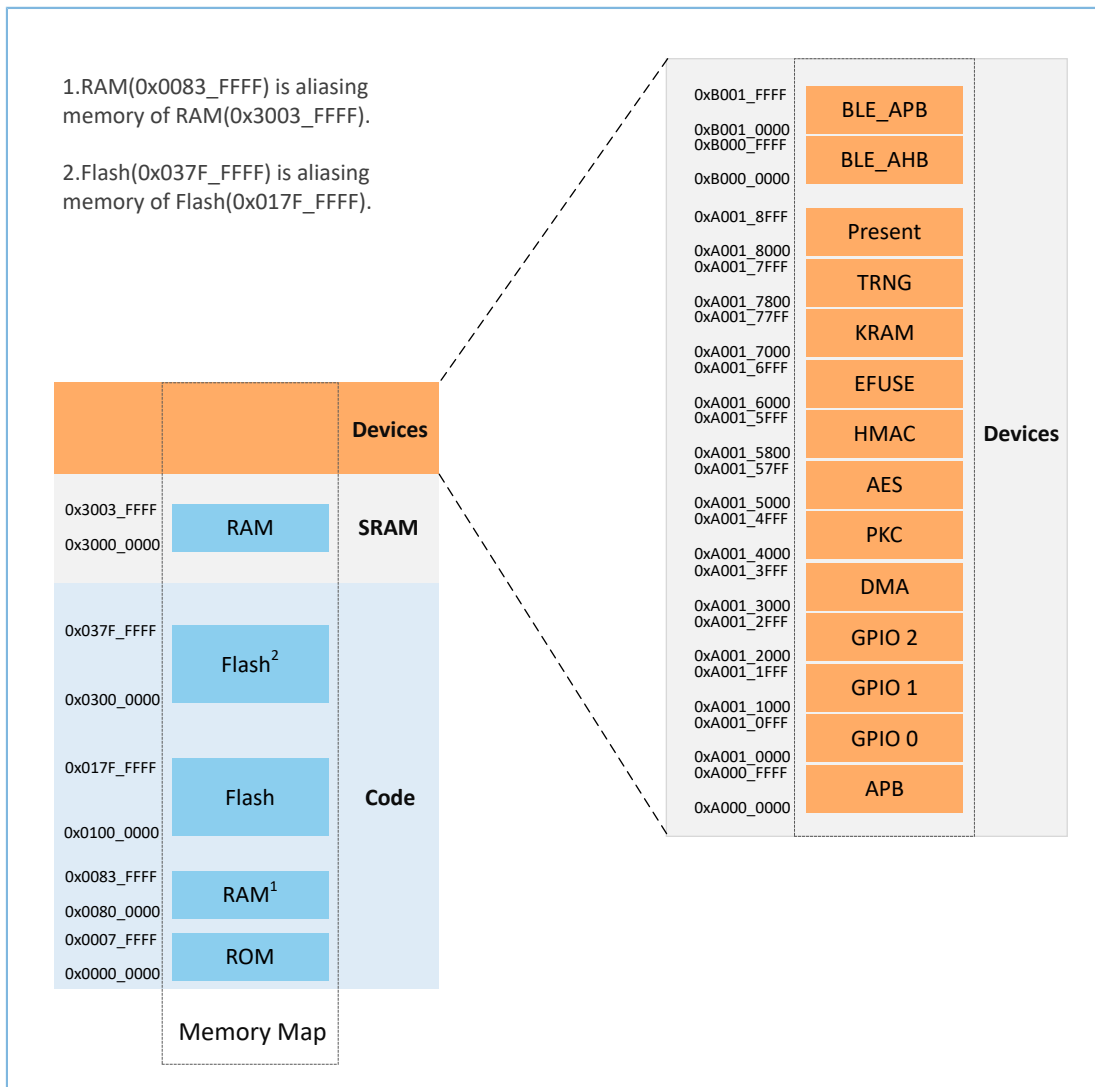 1.RAM(0x0083_FFFF) is aliasing
memory of RAM(0x3003_FFFF).
2.Flash(0x037F_FFFF) is aliasing
memory of Flash(0x017F_FFFF).
Devices
0x3003_FFFF
RAM
SRAM
0x3000_0000
0x037F_FFFF
Flash²
0x0300_0000
0x017F_FFFF
Flash
Code
0x0100_0000
0x0083_FFFF
RAM¹
0x0080_0000
0x0007_FFFF
ROM
0x0000_0000
Memory Map
0xB001_FFFF
BLE_APB
0xB001_0000
0xB000_FFFF
BLE_AHB
0xB000_0000
0xA001_8FFF
Present
0xA001_8000
0xA001_7FFF
TRNG
0xA001_7800
0xA001_77FF
KRAM
0xA001_7000
0xA001_6FFF
EFUSE
0xA001_6000
0xA001_5FFF
HMAC
Devices
0xA001_5800
0xA001_57FF
AES
0xA001_5000
0xA001_4FFF
PKC
0xA001_4000
0xA001_3FFF
DMA
0xA001_3000
0xA001_2FFF
GPIO 2
0xA001_2000
0xA001_1FFF
GPIO 1
0xA001_1000
0xA001_0FFF
GPIO 0
0xA001_0000
0xA000_FFFF
APB
0xA000_0000